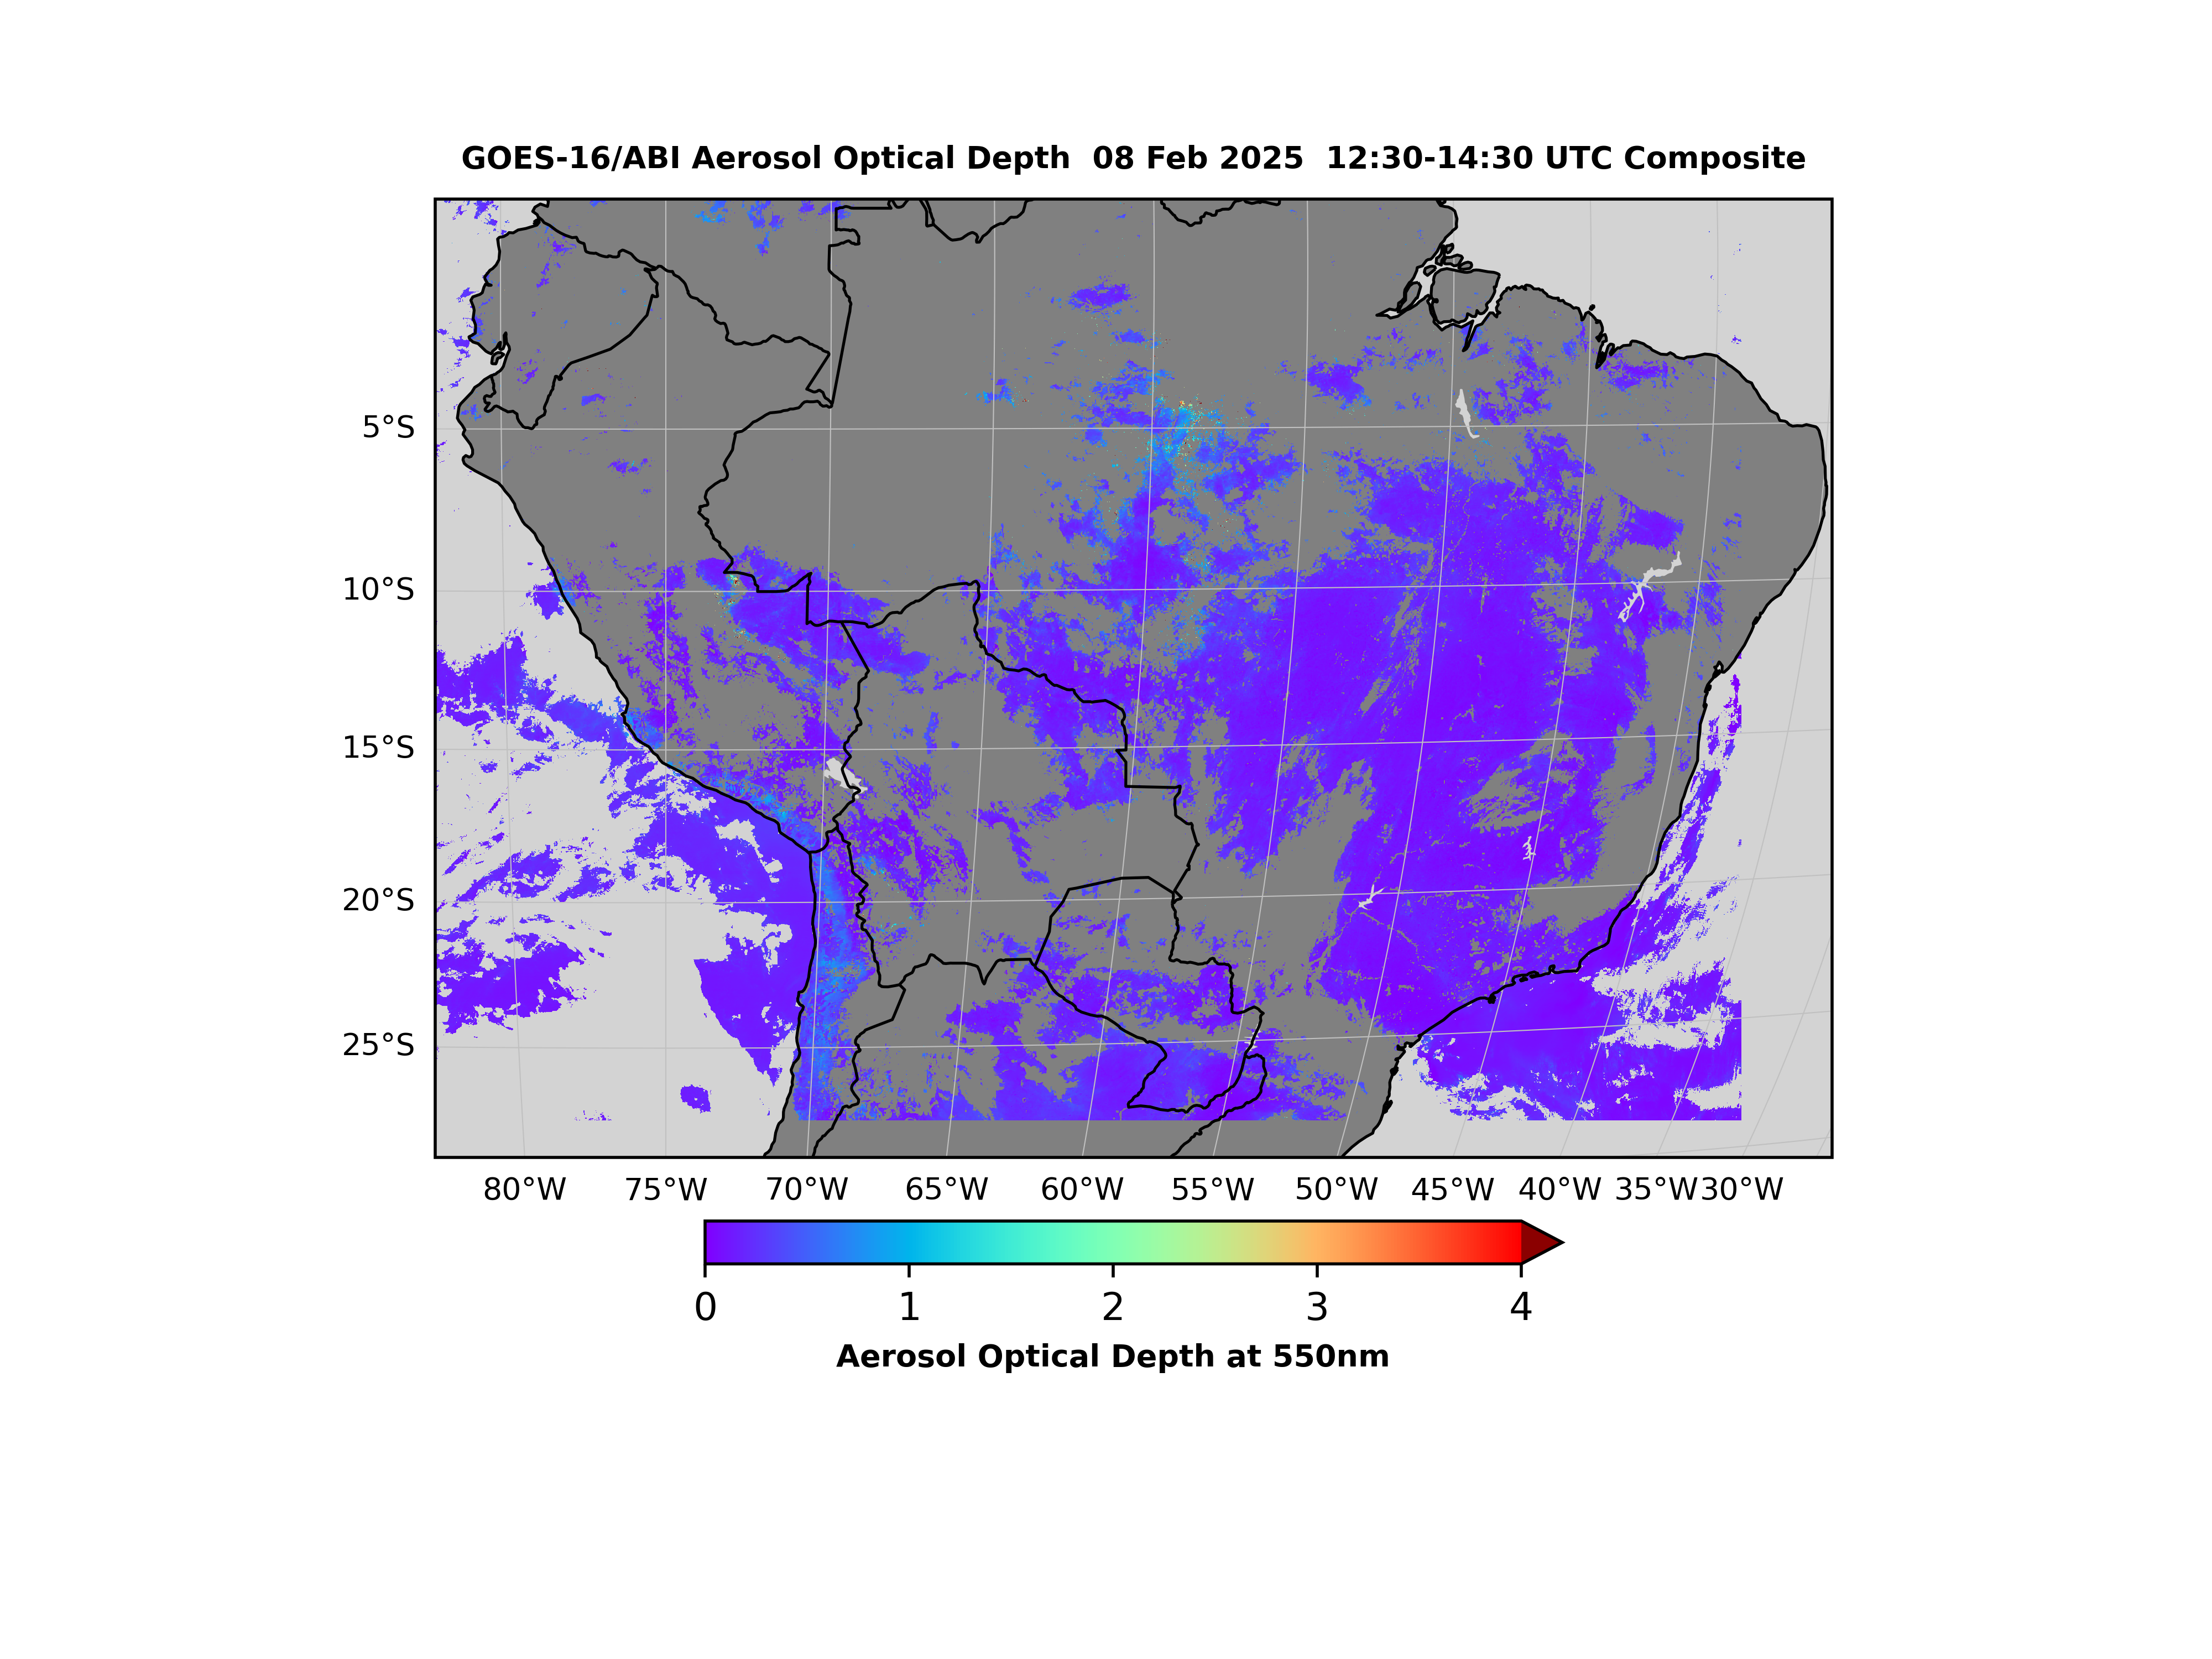 GOES-16/ABI Aerosol Optical Depth  08 Feb 2025  12:30-14:30 UTC Composite
5°S
10°S
15°S
20°S
25°S
80°W 75°W 70°W 65°W 60°W 55°W 50°W 45°W 40°W 35°W 30°W
0 1 2 3 4
Aerosol Optical Depth at 550nm